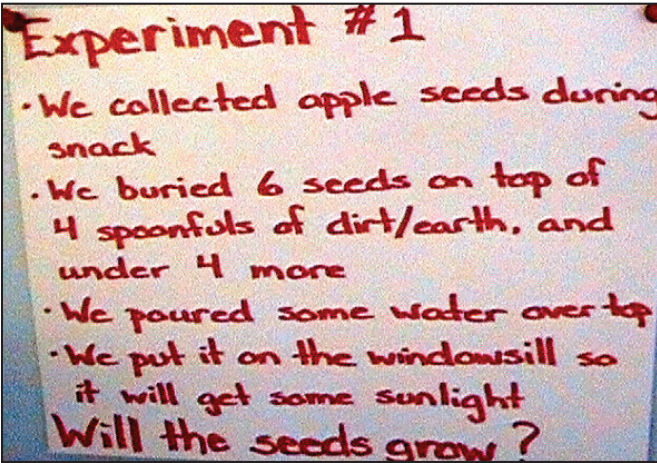 Experiment #1
· We collected apple seeds during
snack
· We buried 6 seeds on top of
4 spoonfuls of dirt/earth, and
under 4 more
· We poured some water over top
· We put it on the windowsill so
it will get some sunlight
Will the seeds grow?